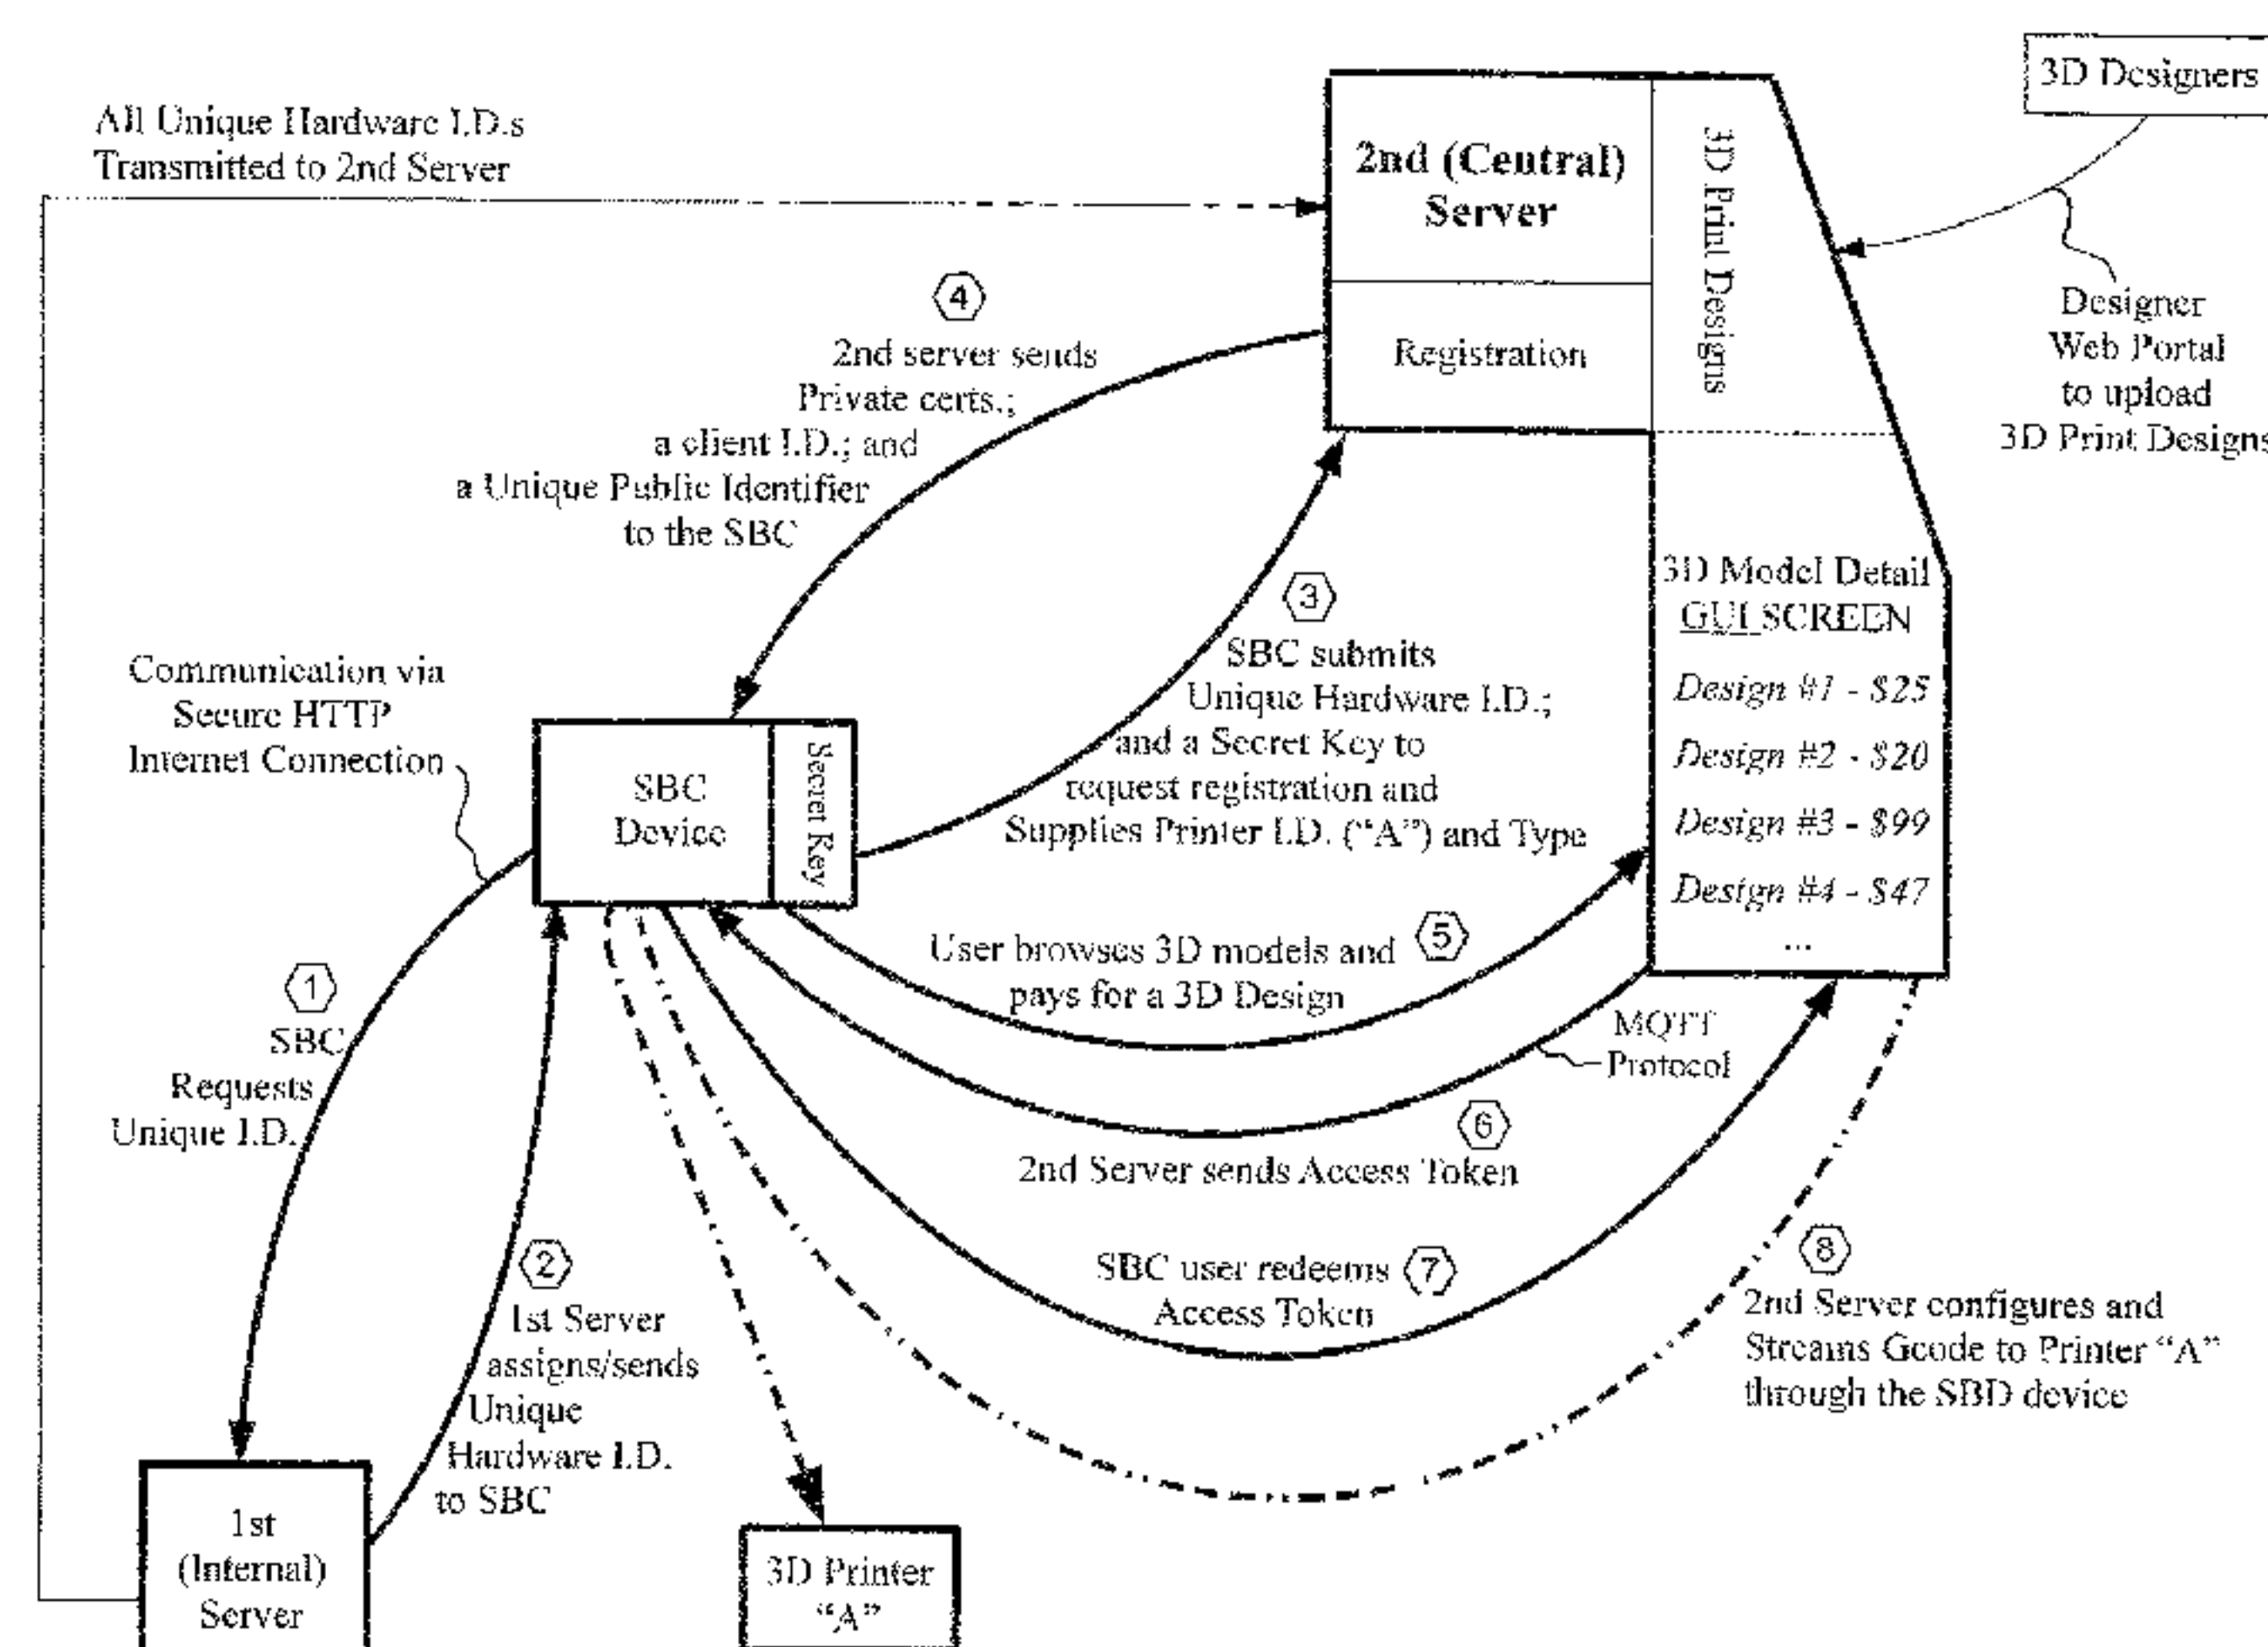 All Unique Hardware I.D.s
Transmitted to 2nd Server
2nd (Central)
Server
Registration
3D Print Designs
3D Designers
Designer
Web Portal
to upload
3D Print Designs
4
2nd server sends
Private certs.;
a client I.D.; and
a Unique Public Identifier
to the SBC
3
SBC submits
Unique Hardware I.D.;
and a Secret Key to
request registration and
Supplies Printer I.D. (“A”) and Type
3D Model Detail
GUI SCREEN
Design #1 - $25
Design #2 - $20
Design #3 - $99
Design #4 - $47
...
Communication via
Secure HTTP
Internet Connection
SBC
Device
Secret Key
1
SBC
Requests
Unique I.D.
2
1st Server
assigns/sends
Unique
Hardware I.D.
to SBC
5
User browses 3D models and
pays for a 3D Design
MQTT
Protocol
6
2nd Server sends Access Token
7
SBC user redeems
Access Token
8
2nd Server configures and
Streams Gcode to Printer “A”
through the SBD device
1st
(Internal)
Server
3D Printer
“A”